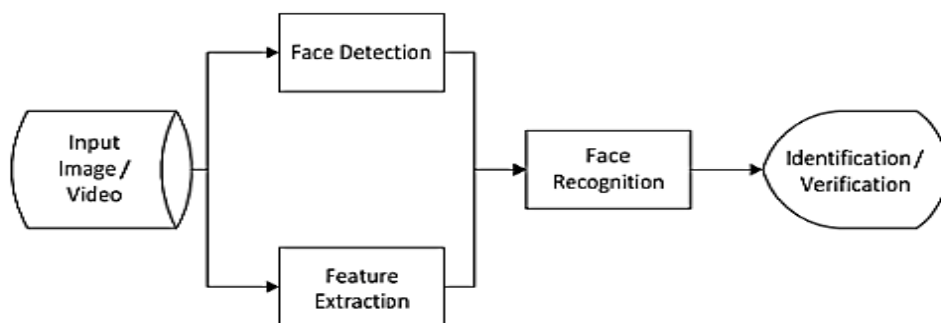 Face Detection
Input
Image /
Video
Face
Recognition
Identification /
Verification
Feature
Extraction